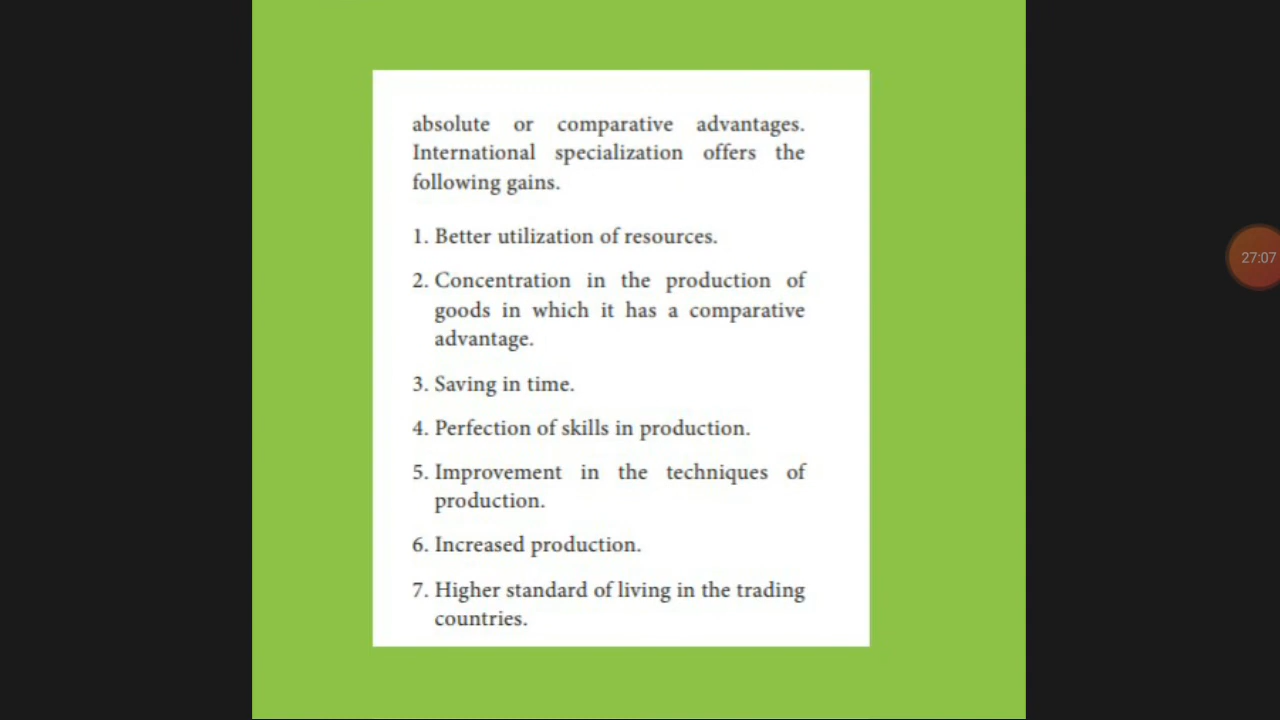 absolute or comparative advantages.
International specialization offers the
following gains.
1. Better utilization of resources.
2. Concentration in the production of
goods in which it has a comparative
advantage.
3. Saving in time.
4. Perfection of skills in production.
5. Improvement in the techniques of
production.
6. Increased production.
7. Higher standard of living in the trading
countries.
27:07